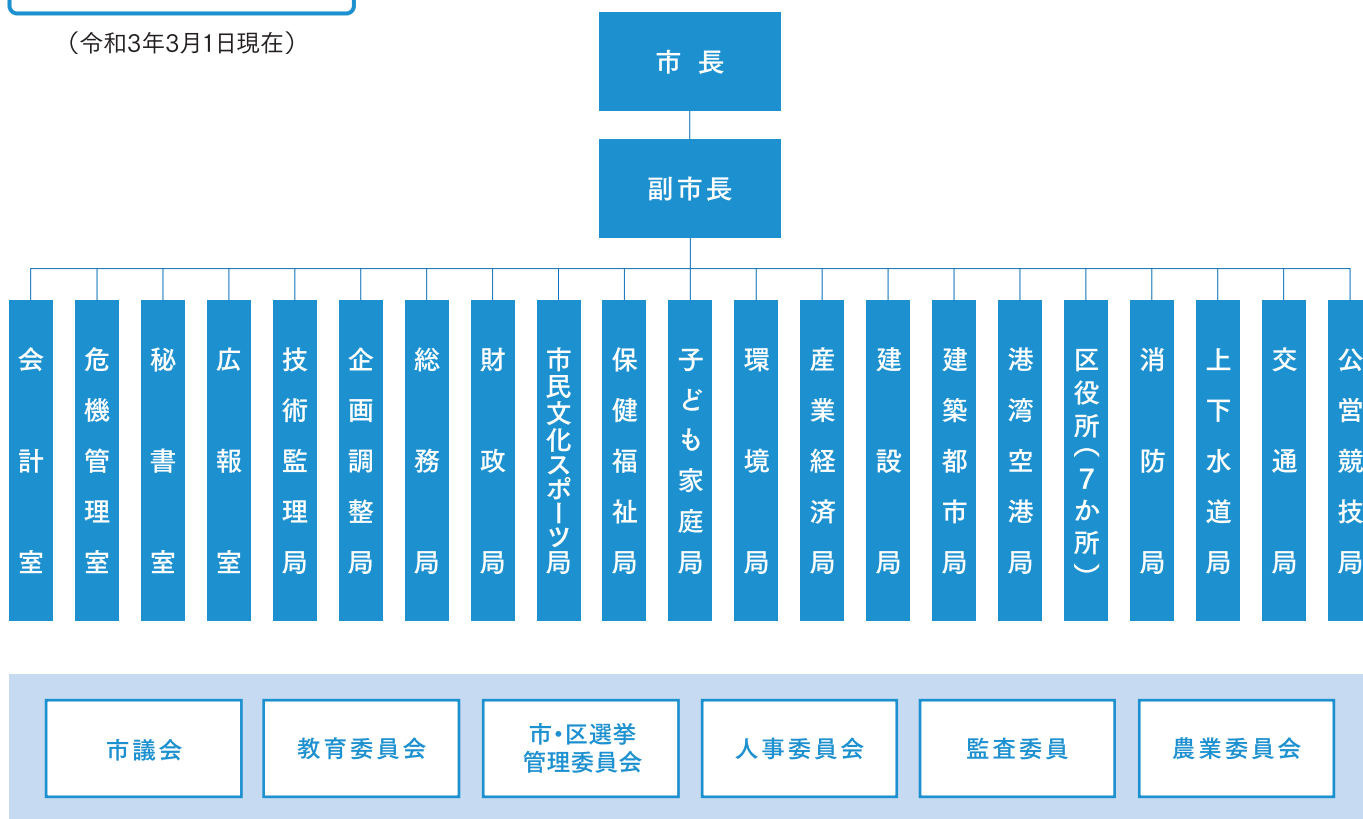 （令和3年3月1日現在）
市長
副市長
会計室
危機管理室
秘書室
広報室
技術監理局
企画調整局
総務局
財政局
市民文化スポーツ局
保健福祉局
子ども家庭局
環境局
産業経済局
建設局
建築都市局
港湾空港局
区役所（7か所）
消防局
上下水道局
交通局
公営競技局
市議会
教育委員会
市・区選挙
管理委員会
人事委員会
監査委員
農業委員会